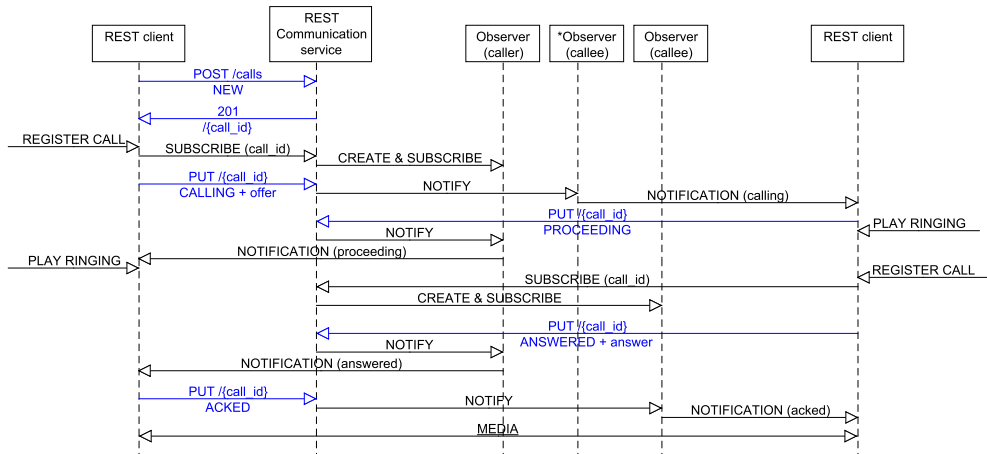 REST client
REST
Communication
service
Observer
(caller)
*Observer
(callee)
Observer
(callee)
REST client
POST /calls
NEW
201
/{call_id}
REGISTER CALL
SUBSCRIBE (call_id)
CREATE & SUBSCRIBE
PUT /{call_id}
CALLING + offer
NOTIFY
NOTIFICATION (calling)
PUT /{call_id}
PROCEEDING
PLAY RINGING
NOTIFY
NOTIFICATION (proceeding)
PLAY RINGING
REGISTER CALL
SUBSCRIBE (call_id)
CREATE & SUBSCRIBE
PUT /{call_id}
ANSWERED + answer
NOTIFY
NOTIFICATION (answered)
PUT /{call_id}
ACKED
NOTIFY
NOTIFICATION (acked)
MEDIA